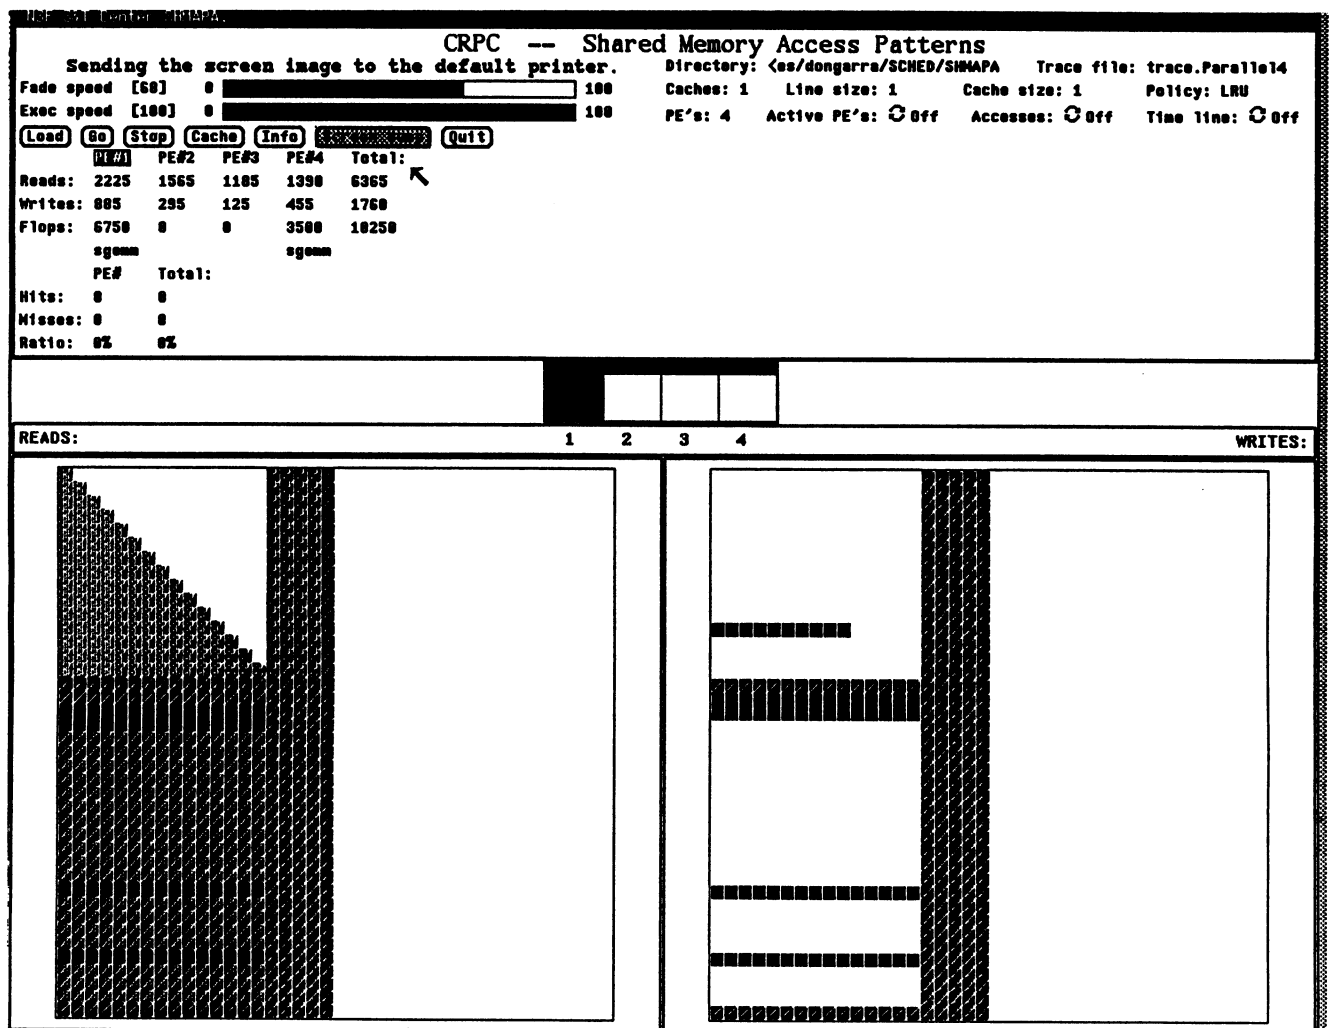 NSF S&T Center SHMAPA.
CRPC -- Shared Memory Access Patterns
Sending the screen image to the default printer. Directory: <es/dongarra/SCHED/SHMAPA Trace file: trace.Parallel4
Fade speed [68] 0 100 Caches: 1 Line size: 1 Cache size: 1 Policy: LRU
Exec speed [100] 0 100 PE's: 4 Active PE's: Off Accesses: Off Time line: Off
Load Go Stop Cache Info Quit
PE#1 PE#2 PE#3 PE#4 Total:
Reads: 2225 1565 1185 1390 6365
Writes: 885 295 125 455 1760
Flops: 6750 0 0 3500 10250
sgemm sgemm
PE# Total:
Hits: 0 0
Misses: 0 0
Ratio: 0% 0%
READS: 1 2 3 4 WRITES: